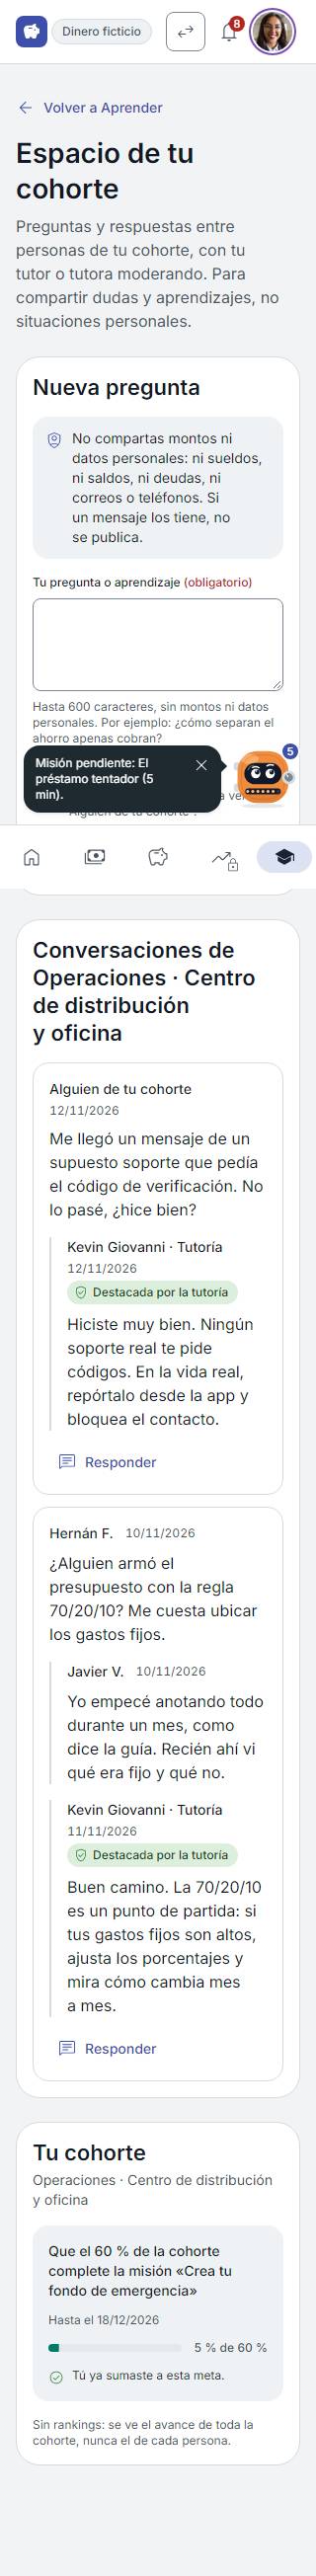 Dinero ficticio
8
Volver a Aprender
Espacio de tu
cohorte
Preguntas y respuestas entre
personas de tu cohorte, con tu
tutor o tutora moderando. Para
compartir dudas y aprendizajes, no
situaciones personales.
Nueva pregunta
No compartas montos ni
datos personales: ni sueldos,
ni saldos, ni deudas, ni
correos o teléfonos. Si
un mensaje los tiene, no
se publica.
Tu pregunta o aprendizaje (obligatorio)
Hasta 600 caracteres, sin montos ni datos
personales. Por ejemplo: ¿cómo separan el
ahorro apenas cobran?
Misión pendiente: El
préstamo tentador (5
min).
5
Conversaciones de
Operaciones · Centro
de distribución
y oficina
Alguien de tu cohorte
12/11/2026
Me llegó un mensaje de un
supuesto soporte que pedía
el código de verificación. No
lo pasé, ¿hice bien?
Kevin Giovanni · Tutoría
12/11/2026
Destacada por la tutoría
Hiciste muy bien. Ningún
soporte real te pide
códigos. En la vida real,
repórtalo desde la app y
bloquea el contacto.
Responder
Hernán F. 10/11/2026
¿Alguien armó el
presupuesto con la regla
70/20/10? Me cuesta ubicar
los gastos fijos.
Javier V. 10/11/2026
Yo empecé anotando todo
durante un mes, como
dice la guía. Recién ahí vi
qué era fijo y qué no.
Kevin Giovanni · Tutoría
11/11/2026
Destacada por la tutoría
Buen camino. La 70/20/10
es un punto de partida: si
tus gastos fijos son altos,
ajusta los porcentajes y
mira cómo cambia mes
a mes.
Responder
Tu cohorte
Operaciones · Centro de distribución
y oficina
Que el 60 % de la cohorte
complete la misión «Crea tu
fondo de emergencia»
Hasta el 18/12/2026
5 % de 60 %
Tú ya sumaste a esta meta.
Sin rankings: se ve el avance de toda la
cohorte, nunca el de cada persona.